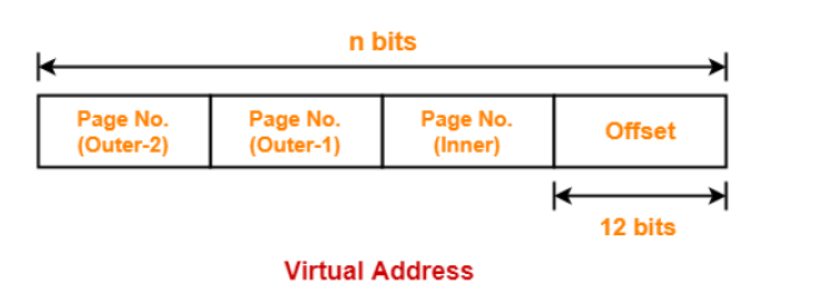 n bits
Page No.
(Outer-2)
Page No.
(Outer-1)
Page No.
(Inner)
Offset
12 bits
Virtual Address